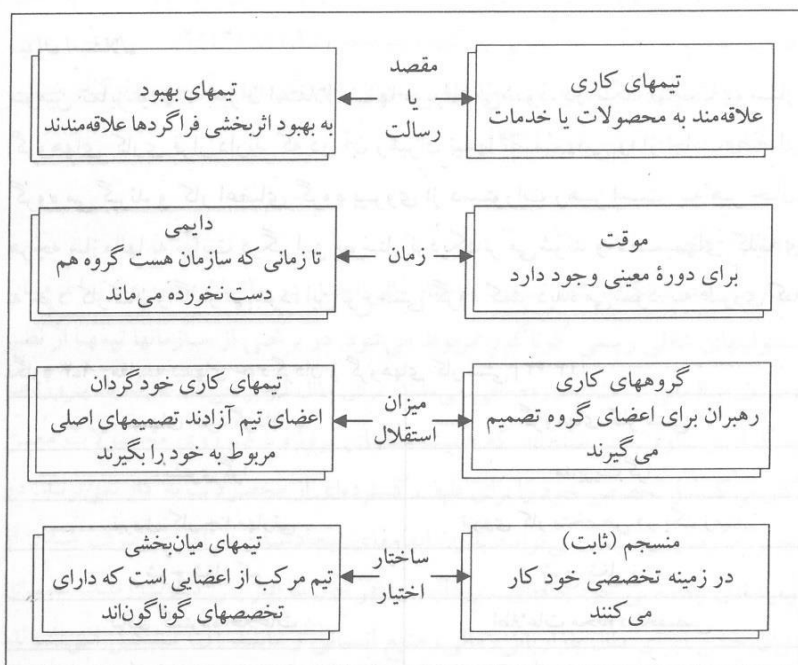 تیمهای کاری
علاقه‌مند به محصولات یا خدمات
مقصد
یا
رسالت
تیمهای بهبود
به بهبود اثربخشی فراگردها علاقه‌مندند
موقت
برای دورهٔ معینی وجود دارد
زمان
دایمی
تا زمانی که سازمان هست گروه هم
دست نخورده می‌ماند
گروههای کاری
رهبران برای اعضای گروه تصمیم
می‌گیرند
میزان
استقلال
تیمهای کاری خودگردان
اعضای تیم آزادند تصمیمهای اصلی
مربوط به خود را بگیرند
منسجم (ثابت)
در زمینه تخصصی خود کار
می‌کنند
ساختار
اختیار
تیمهای میان‌بخشی
تیم مرکب از اعضایی است که دارای
تخصصهای گوناگون‌اند